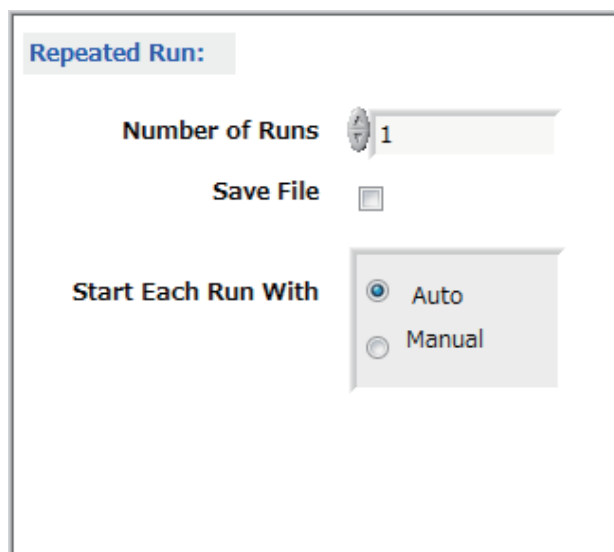 Repeated Run:
Number of Runs 1
Save File
Start Each Run With
Auto
Manual